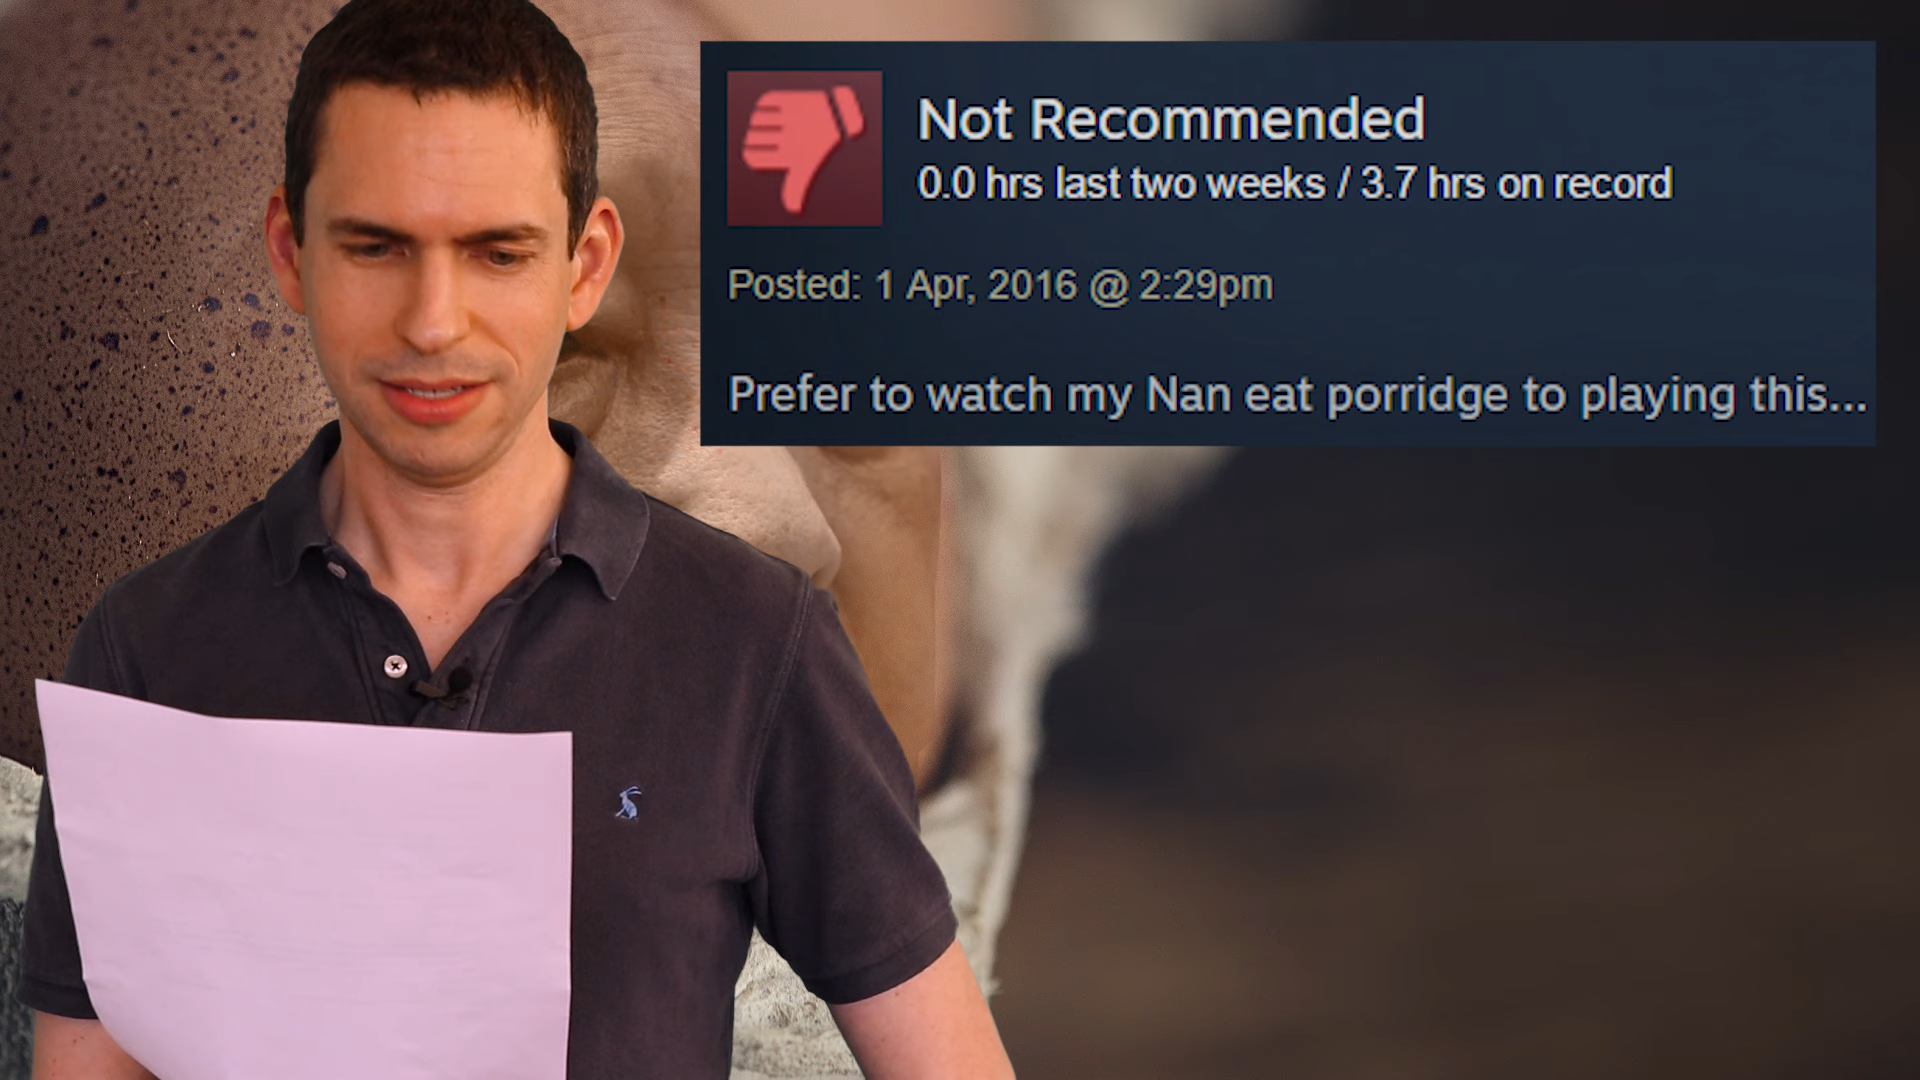 Not Recommended
0.0 hrs last two weeks / 3.7 hrs on record
Posted: 1 Apr, 2016 @ 2:29pm
Prefer to watch my Nan eat porridge to playing this...